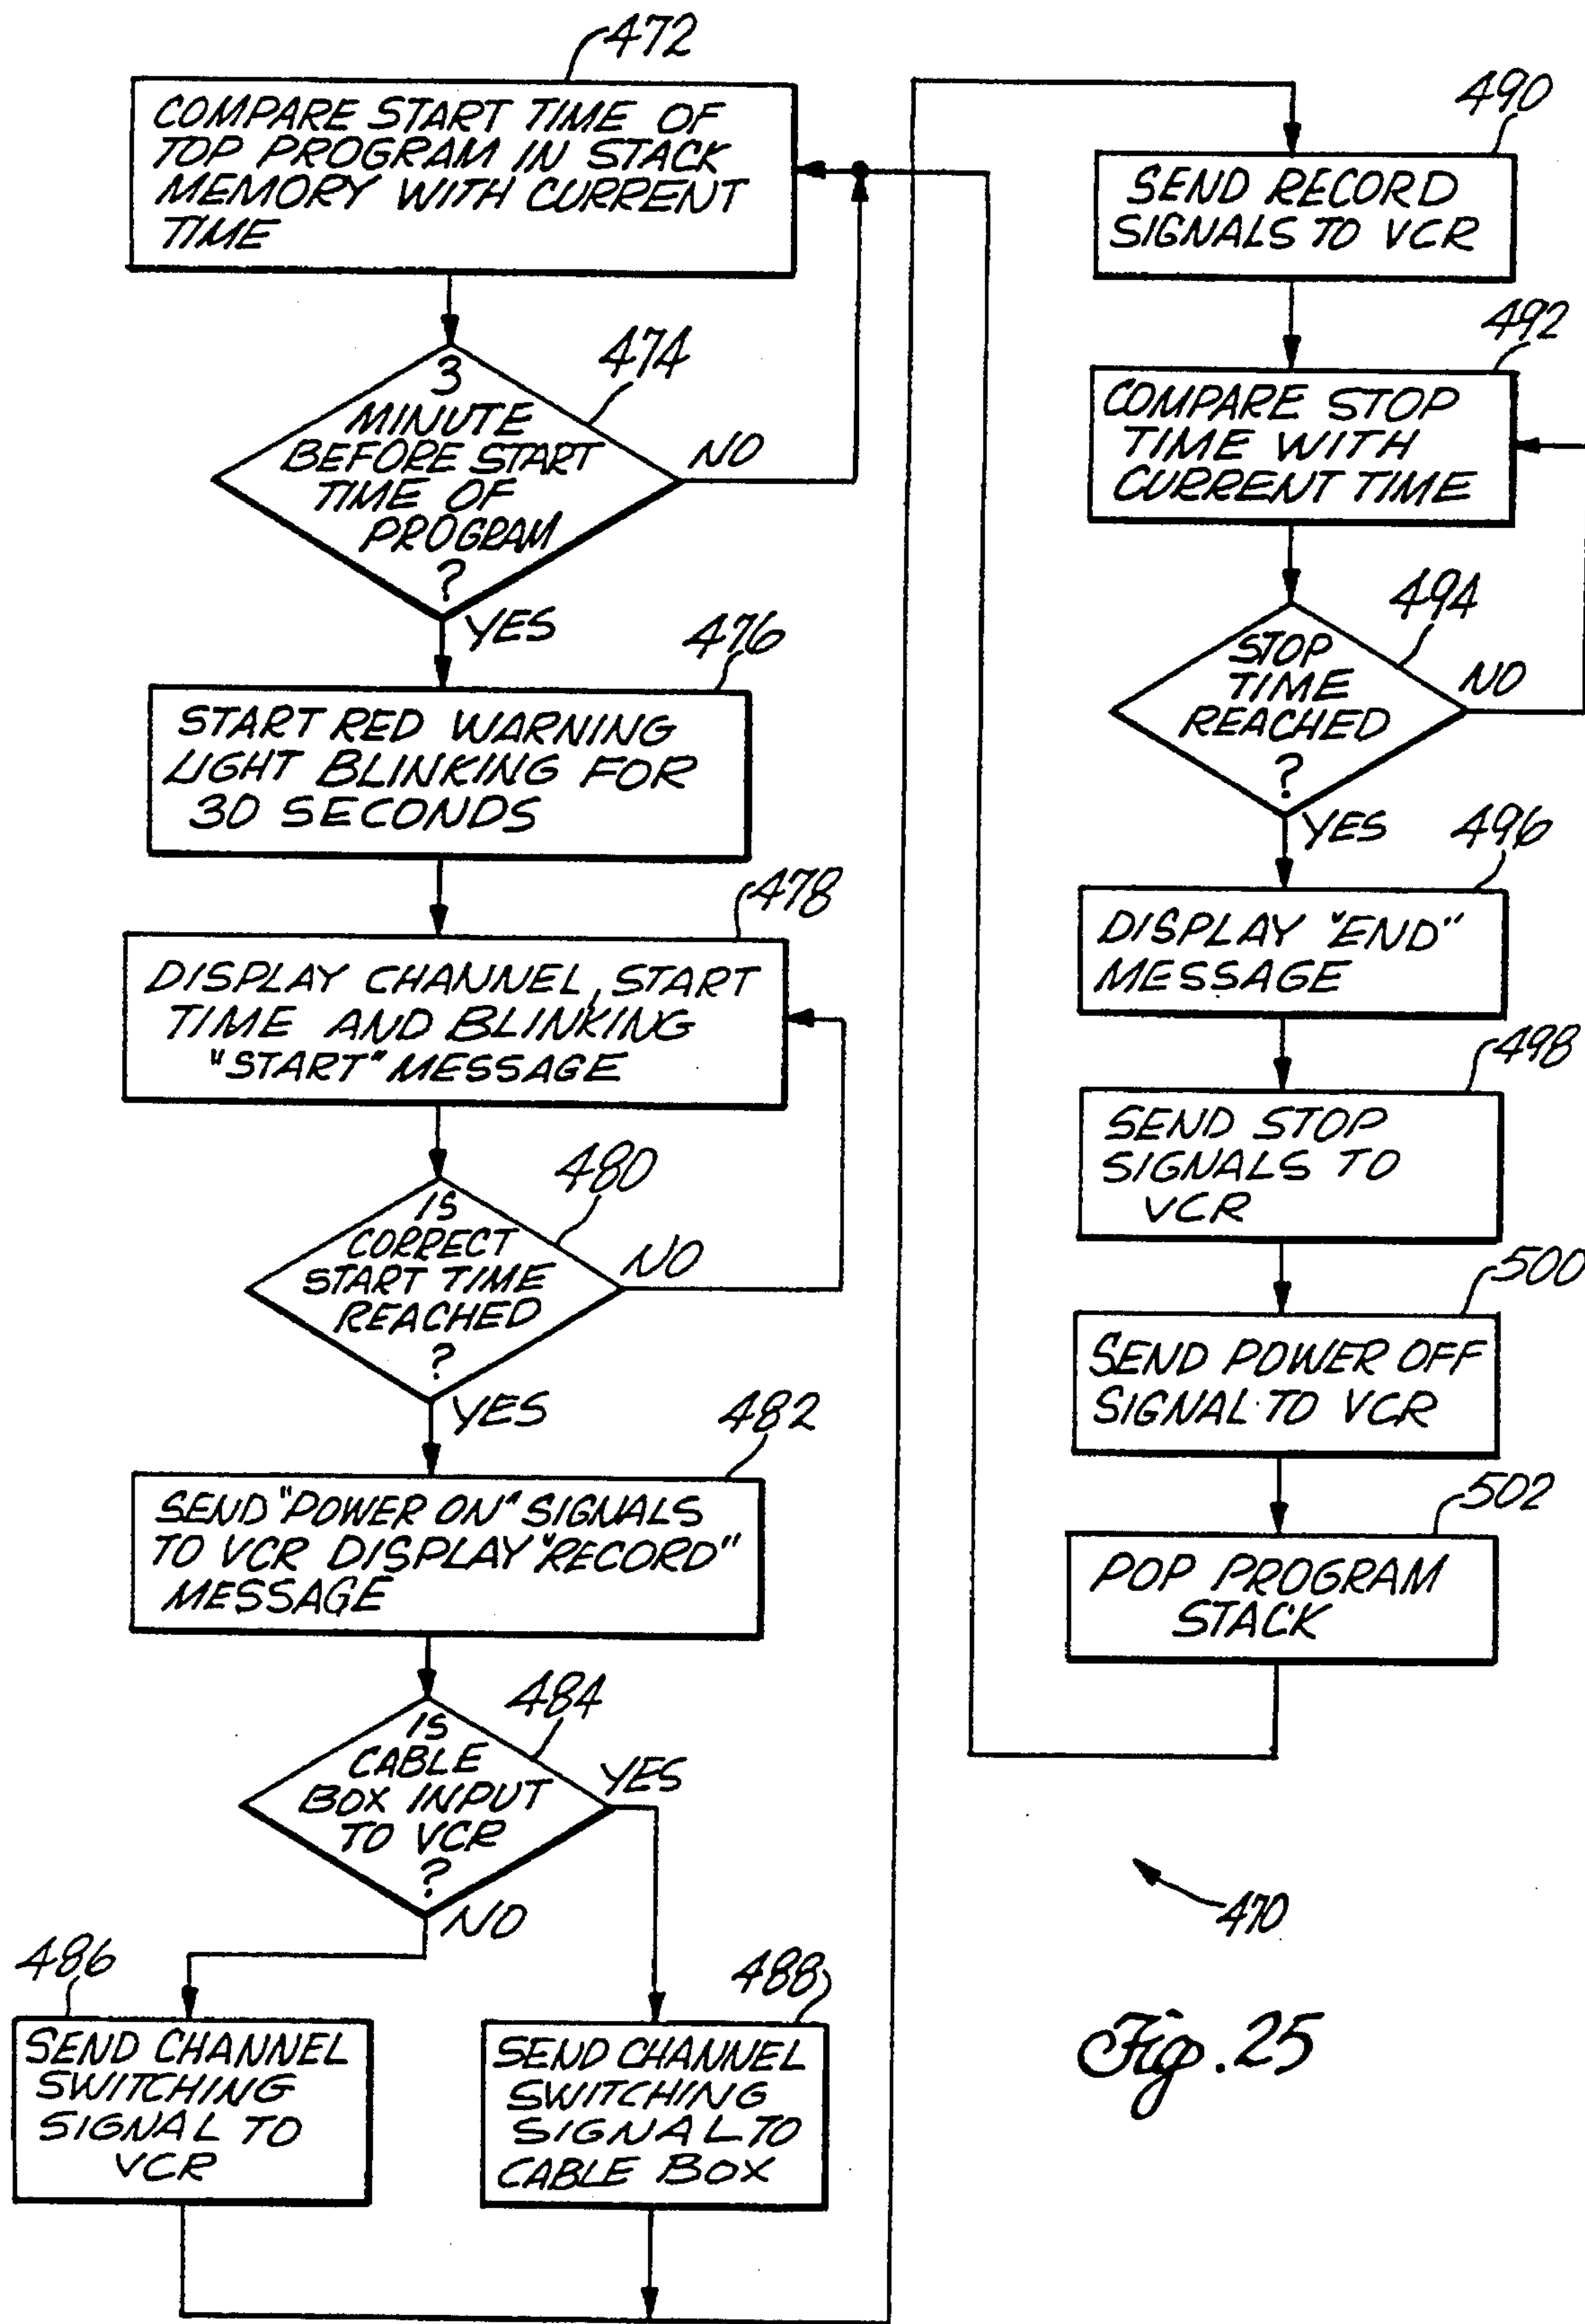 472
COMPARE START TIME OF
TOP PROGRAM IN STACK
MEMORY WITH CURRENT
TIME
474
3
MINUTE
BEFORE START
TIME OF
PROGRAM
?
NO
YES
476
START RED WARNING
LIGHT BLINKING FOR
30 SECONDS
478
DISPLAY CHANNEL, START
TIME AND BLINKING
"START" MESSAGE
480
IS
CORRECT
START TIME
REACHED
?
NO
YES
482
SEND "POWER ON" SIGNALS
TO VCR DISPLAY "RECORD"
MESSAGE
484
IS
CABLE
BOX INPUT
TO VCR
?
YES
NO
486
SEND CHANNEL
SWITCHING
SIGNAL TO
VCR
488
SEND CHANNEL
SWITCHING
SIGNAL TO
CABLE BOX
490
SEND RECORD
SIGNALS TO VCR
492
COMPARE STOP
TIME WITH
CURRENT TIME
494
STOP
TIME
REACHED
?
NO
YES
496
DISPLAY "END"
MESSAGE
498
SEND STOP
SIGNALS TO
VCR
500
SEND POWER OFF
SIGNAL TO VCR
502
POP PROGRAM
STACK
470
Fig. 25